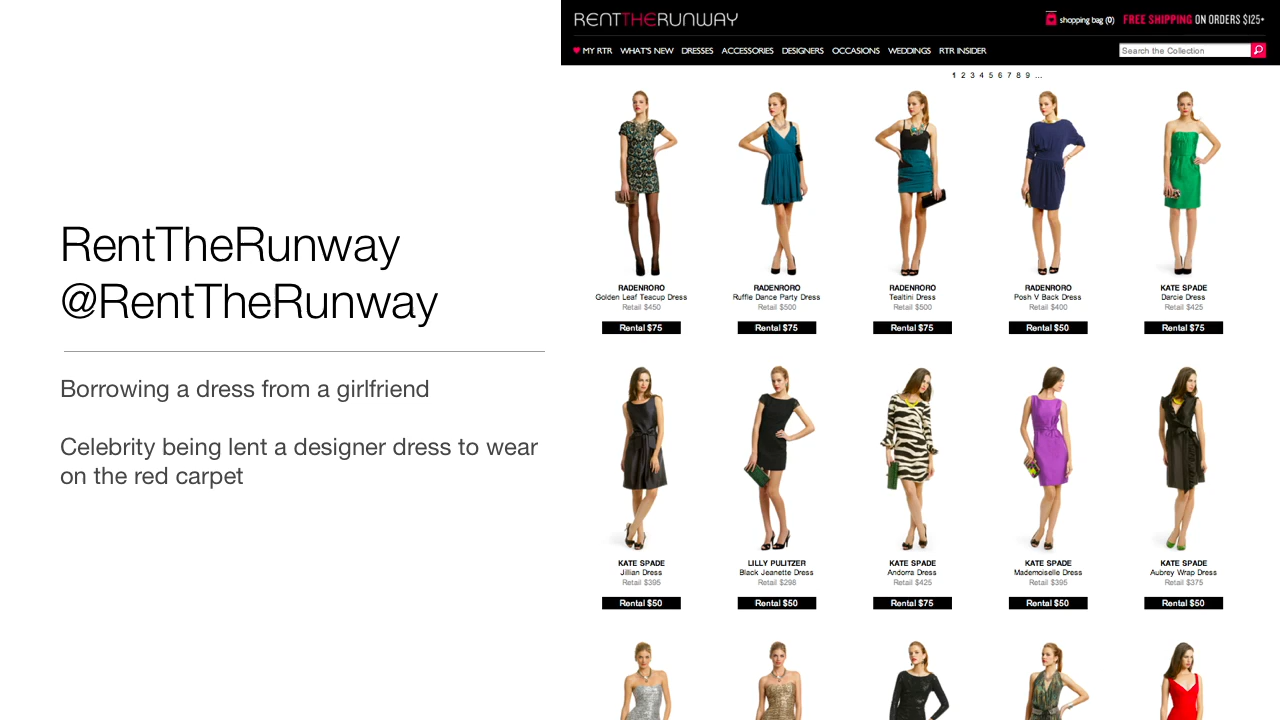 RentTheRunway
@RentTheRunway
Borrowing a dress from a girlfriend
Celebrity being lent a designer dress to wear
on the red carpet
RENTTHERUNWAY
shopping bag (0) FREE SHIPPING ON ORDERS $125+
MY RTR WHAT'S NEW DRESSES ACCESSORIES DESIGNERS OCCASIONS WEDDINGS RTR INSIDER
Search the Collection
1 2 3 4 5 6 7 8 9 ...
RADENRORO RADENRORO RADENRORO RADENRORO KATE SPADE
Golden Leaf Teacup Dress Ruffle Dance Party Dress Teatini Dress Posh V Back Dress Darcie Dress
Retail $450 Retail $500 Retail $500 Retail $400 Retail $425
Rental $75 Rental $75 Rental $75 Rental $50 Rental $75
KATE SPADE LILLY PULITZER KATE SPADE KATE SPADE KATE SPADE
Jillian Dress Black Jeanette Dress Andorra Dress Mademoiselle Dress Aubrey Wrap Dress
Retail $395 Retail $298 Retail $425 Retail $395 Retail $375
Rental $50 Rental $50 Rental $75 Rental $50 Rental $50